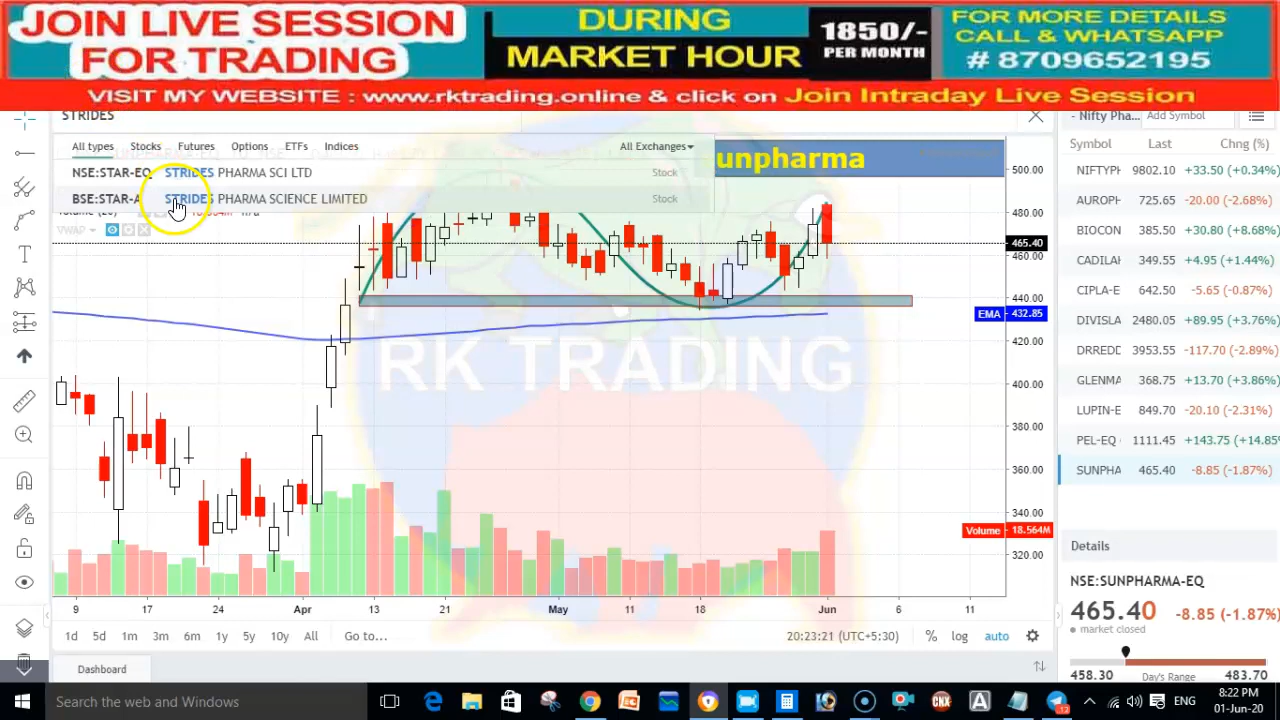 JOIN LIVE SESSION
FOR TRADING
DURING
MARKET HOUR
1850/-
PER MONTH
FOR MORE DETAILS
CALL & WHATSAPP
# 8709652195
VISIT MY WEBSITE : www.rktrading.online & click on Join Intraday Live Session
STRIDES
All types Stocks Futures Options ETFs Indices All Exchanges
NSE:STAR-EQ STRIDES PHARMA SCI LTD Stock
BSE:STAR-A STRIDES PHARMA SCIENCE LIMITED Stock
Volume (20) 18.564M n/a
VWAP
unpharma
RK TRADING
500.00
480.00
465.40
460.00
440.00
EMA 432.85
420.00
400.00
380.00
360.00
340.00
Volume 18.564M
320.00
9 17 24 Apr 13 21 May 11 18 Jun 6 11
1d 5d 1m 3m 6m 1y 5y 10y All Go to... 20:23:21 (UTC+5:30) % log auto
Dashboard
- Nifty Pha... Add Symbol
Symbol Last Chng (%)
NIFTYPH 9802.10 +33.50 (+0.34%)
AUROPH 725.65 -20.00 (-2.68%)
BIOCON 385.50 +30.80 (+8.68%)
CADILAH 349.55 +4.95 (+1.44%)
CIPLA-E 642.50 -5.65 (-0.87%)
DIVISLA 2480.05 +89.95 (+3.76%)
DRREDD 3953.55 -117.70 (-2.89%)
GLENMA 368.75 +13.70 (+3.86%)
LUPIN-E 849.70 -20.10 (-2.31%)
PEL-EQ 1111.45 +143.75 (+14.85%
SUNPHA 465.40 -8.85 (-1.87%)
Details
NSE:SUNPHARMA-EQ
465.40 -8.85 (-1.87%)
market closed
458.30 Day's Range 483.70
Search the web and Windows
12
ENG
8:22 PM
01-Jun-20